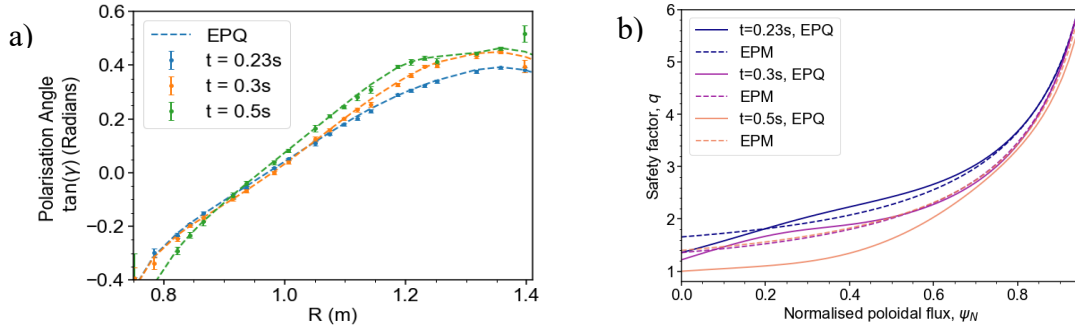 a)
Polarisation Angle
tan(γ) (Radians)
0.6
0.4
0.2
0.0
−0.2
−0.4
EPQ
t = 0.23s
t = 0.3s
t = 0.5s
0.8
1.0
1.2
1.4
R (m)
b)
Safety factor, q
6
5
4
3
2
1
t=0.23s, EPQ
EPM
t=0.3s, EPQ
EPM
t=0.5s, EPQ
EPM
0.0
0.2
0.4
0.6
0.8
Normalised poloidal flux, ψN